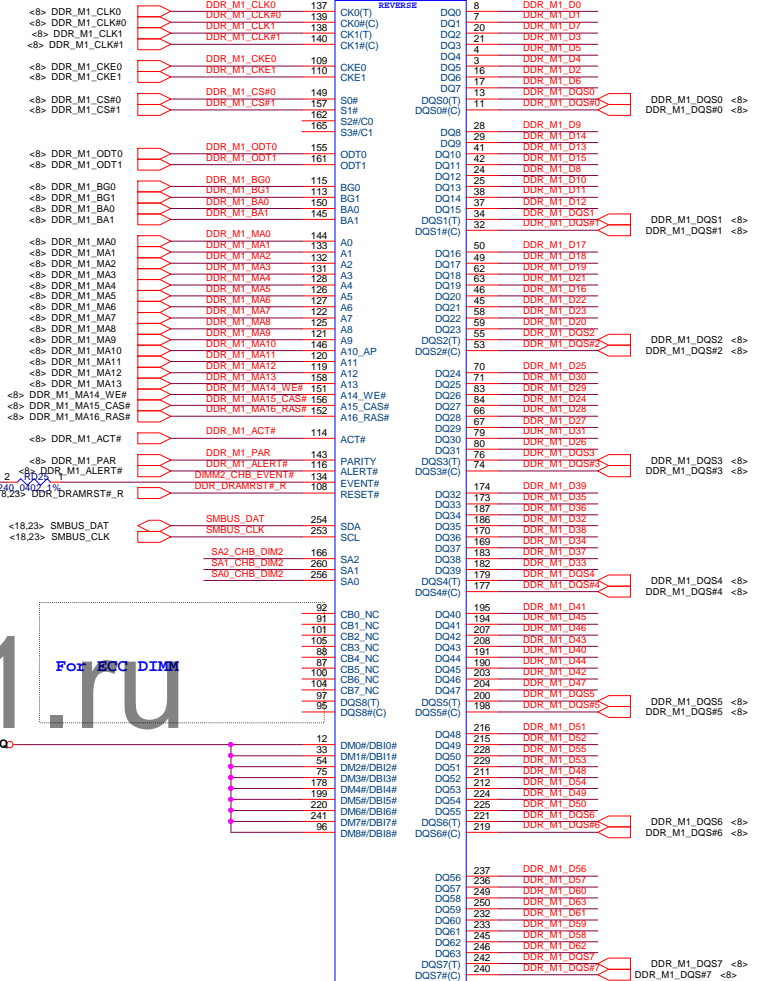 REVERSE
<8> DDR_M1_CLK0 DDR_M1_CLK0 137 CK0(T)
<8> DDR_M1_CLK#0 DDR_M1_CLK#0 139 CK0#(C)
<8> DDR_M1_CLK1 DDR_M1_CLK1 138 CK1(T)
<8> DDR_M1_CLK#1 DDR_M1_CLK#1 140 CK1#(C)
<8> DDR_M1_CKE0 DDR_M1_CKE0 109 CKE0
<8> DDR_M1_CKE1 DDR_M1_CKE1 110 CKE1
<8> DDR_M1_CS#0 DDR_M1_CS#0 149 S0#
<8> DDR_M1_CS#1 DDR_M1_CS#1 157 S1#
162 S2#/C0
165 S3#/C1
<8> DDR_M1_ODT0 DDR_M1_ODT0 155 ODT0
<8> DDR_M1_ODT1 DDR_M1_ODT1 161 ODT1
<8> DDR_M1_BG0 DDR_M1_BG0 115 BG0
<8> DDR_M1_BG1 DDR_M1_BG1 113 BG1
<8> DDR_M1_BA0 DDR_M1_BA0 150 BA0
<8> DDR_M1_BA1 DDR_M1_BA1 145 BA1
<8> DDR_M1_MA0 DDR_M1_MA0 144 A0
<8> DDR_M1_MA1 DDR_M1_MA1 133 A1
<8> DDR_M1_MA2 DDR_M1_MA2 132 A2
<8> DDR_M1_MA3 DDR_M1_MA3 131 A3
<8> DDR_M1_MA4 DDR_M1_MA4 128 A4
<8> DDR_M1_MA5 DDR_M1_MA5 126 A5
<8> DDR_M1_MA6 DDR_M1_MA6 127 A6
<8> DDR_M1_MA7 DDR_M1_MA7 122 A7
<8> DDR_M1_MA8 DDR_M1_MA8 125 A8
<8> DDR_M1_MA9 DDR_M1_MA9 121 A9
<8> DDR_M1_MA10 DDR_M1_MA10 146 A10_AP
<8> DDR_M1_MA11 DDR_M1_MA11 120 A11
<8> DDR_M1_MA12 DDR_M1_MA12 119 A12
<8> DDR_M1_MA13 DDR_M1_MA13 158 A13
<8> DDR_M1_MA14_WE# DDR_M1_MA14_WE# 151 A14_WE#
<8> DDR_M1_MA15_CAS# DDR_M1_MA15_CAS# 156 A15_CAS#
<8> DDR_M1_MA16_RAS# DDR_M1_MA16_RAS# 152 A16_RAS#
<8> DDR_M1_ACT# DDR_M1_ACT# 114 ACT#
<8> DDR_M1_PAR DDR_M1_PAR 143 PARITY
<8> DDR_M1_ALERT# DDR_M1_ALERT# 116 ALERT#
2 RD25 1 DIMM2_CHB_EVENT# 134 EVENT#
240_0402_1%
8,23> DDR_DRAMRST#_R DDR_DRAMRST#_R 108 RESET#
<18,23> SMBUS_DAT SMBUS_DAT 254 SDA
<18,23> SMBUS_CLK SMBUS_CLK 253 SCL
SA2_CHB_DIM2 166 SA2
SA1_CHB_DIM2 260 SA1
SA0_CHB_DIM2 256 SA0
For ECC DIMM
1.ru
92 CB0_NC
91 CB1_NC
101 CB2_NC
105 CB3_NC
88 CB4_NC
87 CB5_NC
100 CB6_NC
104 CB7_NC
97 DQS8(T)
95 DQS8#(C)
Q
12 DM0#/DBI0#
33 DM1#/DBI1#
54 DM2#/DBI2#
75 DM3#/DBI3#
178 DM4#/DBI4#
199 DM5#/DBI5#
220 DM6#/DBI6#
241 DM7#/DBI7#
96 DM8#/DBI8#
DQ0 8 DDR_M1_D0
DQ1 7 DDR_M1_D1
DQ2 20 DDR_M1_D7
DQ3 21 DDR_M1_D3
DQ4 4 DDR_M1_D5
DQ5 3 DDR_M1_D4
DQ6 16 DDR_M1_D2
DQ7 17 DDR_M1_D6
DQS0(T) 13 DDR_M1_DQS0 DDR_M1_DQS0 <8>
DQS0#(C) 11 DDR_M1_DQS#0 DDR_M1_DQS#0 <8>
DQ8 28 DDR_M1_D9
DQ9 29 DDR_M1_D14
DQ10 41 DDR_M1_D13
DQ11 42 DDR_M1_D15
DQ12 24 DDR_M1_D8
DQ13 25 DDR_M1_D10
DQ14 38 DDR_M1_D11
DQ15 37 DDR_M1_D12
DQS1(T) 34 DDR_M1_DQS1 DDR_M1_DQS1 <8>
DQS1#(C) 32 DDR_M1_DQS#1 DDR_M1_DQS#1 <8>
DQ16 50 DDR_M1_D17
DQ17 49 DDR_M1_D18
DQ18 62 DDR_M1_D19
DQ19 63 DDR_M1_D21
DQ20 46 DDR_M1_D16
DQ21 45 DDR_M1_D22
DQ22 58 DDR_M1_D23
DQ23 59 DDR_M1_D20
DQS2(T) 55 DDR_M1_DQS2 DDR_M1_DQS2 <8>
DQS2#(C) 53 DDR_M1_DQS#2 DDR_M1_DQS#2 <8>
DQ24 70 DDR_M1_D25
DQ25 71 DDR_M1_D30
DQ26 83 DDR_M1_D29
DQ27 84 DDR_M1_D24
DQ28 66 DDR_M1_D28
DQ29 67 DDR_M1_D27
DQ30 79 DDR_M1_D31
DQ31 80 DDR_M1_D26
DQS3(T) 76 DDR_M1_DQS3 DDR_M1_DQS3 <8>
DQS3#(C) 74 DDR_M1_DQS#3 DDR_M1_DQS#3 <8>
DQ32 174 DDR_M1_D39
DQ33 173 DDR_M1_D35
DQ34 187 DDR_M1_D36
DQ35 186 DDR_M1_D32
DQ36 170 DDR_M1_D38
DQ37 169 DDR_M1_D34
DQ38 183 DDR_M1_D37
DQ39 182 DDR_M1_D33
DQS4(T) 179 DDR_M1_DQS4 DDR_M1_DQS4 <8>
DQS4#(C) 177 DDR_M1_DQS#4 DDR_M1_DQS#4 <8>
DQ40 195 DDR_M1_D41
DQ41 194 DDR_M1_D45
DQ42 207 DDR_M1_D46
DQ43 208 DDR_M1_D43
DQ44 191 DDR_M1_D40
DQ45 190 DDR_M1_D44
DQ46 203 DDR_M1_D42
DQ47 204 DDR_M1_D47
DQS5(T) 200 DDR_M1_DQS5 DDR_M1_DQS5 <8>
DQS5#(C) 198 DDR_M1_DQS#5 DDR_M1_DQS#5 <8>
DQ48 216 DDR_M1_D51
DQ49 215 DDR_M1_D52
DQ50 228 DDR_M1_D55
DQ51 229 DDR_M1_D53
DQ52 211 DDR_M1_D48
DQ53 212 DDR_M1_D54
DQ54 224 DDR_M1_D49
DQ55 225 DDR_M1_D50
DQS6(T) 221 DDR_M1_DQS6 DDR_M1_DQS6 <8>
DQS6#(C) 219 DDR_M1_DQS#6 DDR_M1_DQS#6 <8>
DQ56 237 DDR_M1_D56
DQ57 236 DDR_M1_D57
DQ58 249 DDR_M1_D60
DQ59 250 DDR_M1_D63
DQ60 232 DDR_M1_D61
DQ61 233 DDR_M1_D59
DQ62 245 DDR_M1_D58
DQ63 246 DDR_M1_D62
DQS7(T) 242 DDR_M1_DQS7 DDR_M1_DQS7 <8>
DQS7#(C) 240 DDR_M1_DQS#7 DDR_M1_DQS#7 <8>